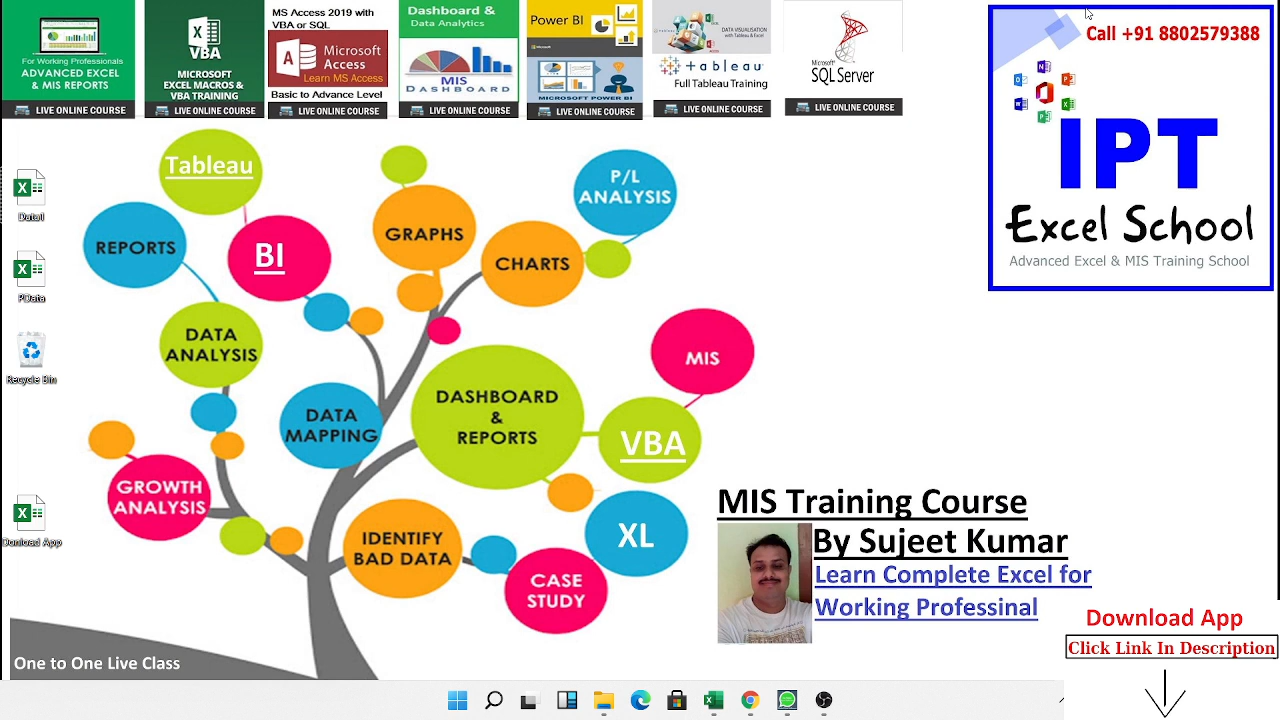 For Working Professionals
ADVANCED EXCEL
& MIS REPORTS
LIVE ONLINE COURSE
VBA
MICROSOFT
EXCEL MACROS &
VBA TRAINING
LIVE ONLINE COURSE
MS Access 2019 with
VBA or SQL
Microsoft
Access
Learn MS Access
Basic to Advance Level
LIVE ONLINE COURSE
Dashboard &
Data Analytics
MIS
DASHBOARD
LIVE ONLINE COURSE
Power BI
MICROSOFT POWER BI
LIVE ONLINE COURSE
DATA VISUALISATION
with Tableau & Excel
+ableau
Full Tableau Training
LIVE ONLINE COURSE
Microsoft
SQL Server
LIVE ONLINE COURSE
Call +91 8802579388
IPT
Excel School
Advanced Excel & MIS Training School
Tableau
REPORTS
BI
GRAPHS
P/L
ANALYSIS
CHARTS
DATA
ANALYSIS
MIS
DATA
MAPPING
DASHBOARD
&
REPORTS
VBA
GROWTH
ANALYSIS
IDENTIFY
BAD DATA
XL
CASE
STUDY
PData
Recycle Bin
Donload App
MIS Training Course
By Sujeet Kumar
Learn Complete Excel for
Working Professinal
Download App
Click Link In Description
One to One Live Class